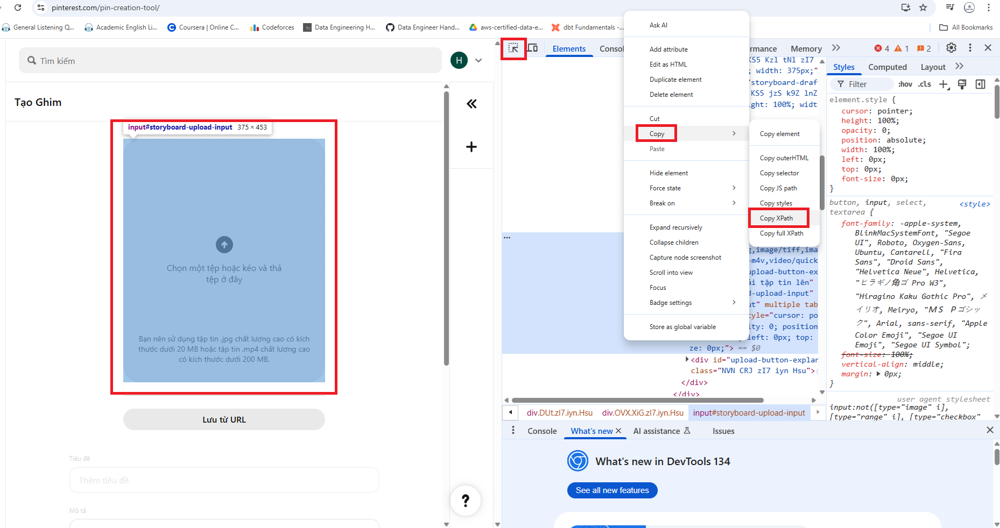 pinterest.com/pin-creation-tool/
General Listening Q...
Academic English Li...
Coursera | Online C...
Codeforces
Data Engineering H...
Data Engineer Hand...
aws-certified-data-e...
dbt Fundamentals -...
All Bookmarks
Tìm kiếm
H
Tạo Ghim
input#storyboard-upload-input 375 × 453
Chọn một tệp hoặc kéo và thả
tệp ở đây
Bạn nên sử dụng tập tin .jpg chất lượng cao có kích
thước dưới 20 MB hoặc tập tin .mp4 chất lượng cao
có kích thước dưới 200 MB.
Lưu từ URL
Tiêu đề
Thêm tiêu đề
Mô tả
?
Elements
Consol
rmance
Memory
4
1
2
KS5 Kzl tNl zI7
; width: 375px;"
"storyboard-draft
KS5 jzS k9Z lnZ
ight: 100%; widt
Ask AI
Add attribute
Edit as HTML
Duplicate element
Delete element
Cut
Copy
Paste
Hide element
Force state
Break on
Expand recursively
Collapse children
Capture node screenshot
Scroll into view
Focus
Badge settings
Store as global variable
Copy element
Copy outerHTML
Copy selector
Copy JS path
Copy styles
Copy XPath
Copy full XPath
...
g,image/tiff,ima
-m4v,video/quick
upload-button-ex
ải tập tin lên"
d-upload-input"
ut" multiple tab
tyle="cursor: po
ity: 0; position
left: 0px; top:
ze: 0px;"> == $0
<div id="upload-button-explan
class="NVN CRJ zI7 iyn Hsu">
</div>
</div>
div.DUt.zI7.iyn.Hsu
div.OVX.XiG.zI7.iyn.Hsu
input#storyboard-upload-input
Styles
Computed
Layout
Filter
:hov
.cls
element.style {
cursor: pointer;
height: 100%;
opacity: 0;
position: absolute;
width: 100%;
left: 0px;
top: 0px;
font-size: 0px;
}
button, input, select,
<style>
textarea {
font-family: -apple-system,
BlinkMacSystemFont, "Segoe
UI", Roboto, Oxygen-Sans,
Ubuntu, Cantarell, "Fira
Sans", "Droid Sans",
"Helvetica Neue", Helvetica,
"ヒラギノ角ゴ Pro W3",
"Hiragino Kaku Gothic Pro", メ
イリオ, Meiryo, "ＭＳ Ｐゴシッ
ク", Arial, sans-serif, "Apple
Color Emoji", "Segoe UI
Emoji", "Segoe UI Symbol";
font-size: 100%;
vertical-align: middle;
margin: 0px;
}
user agent stylesheet
input:not([type="image" i],
[type="range" i], [type="checkbox"
Console
What's new
AI assistance
Issues
What's new in DevTools 134
See all new features